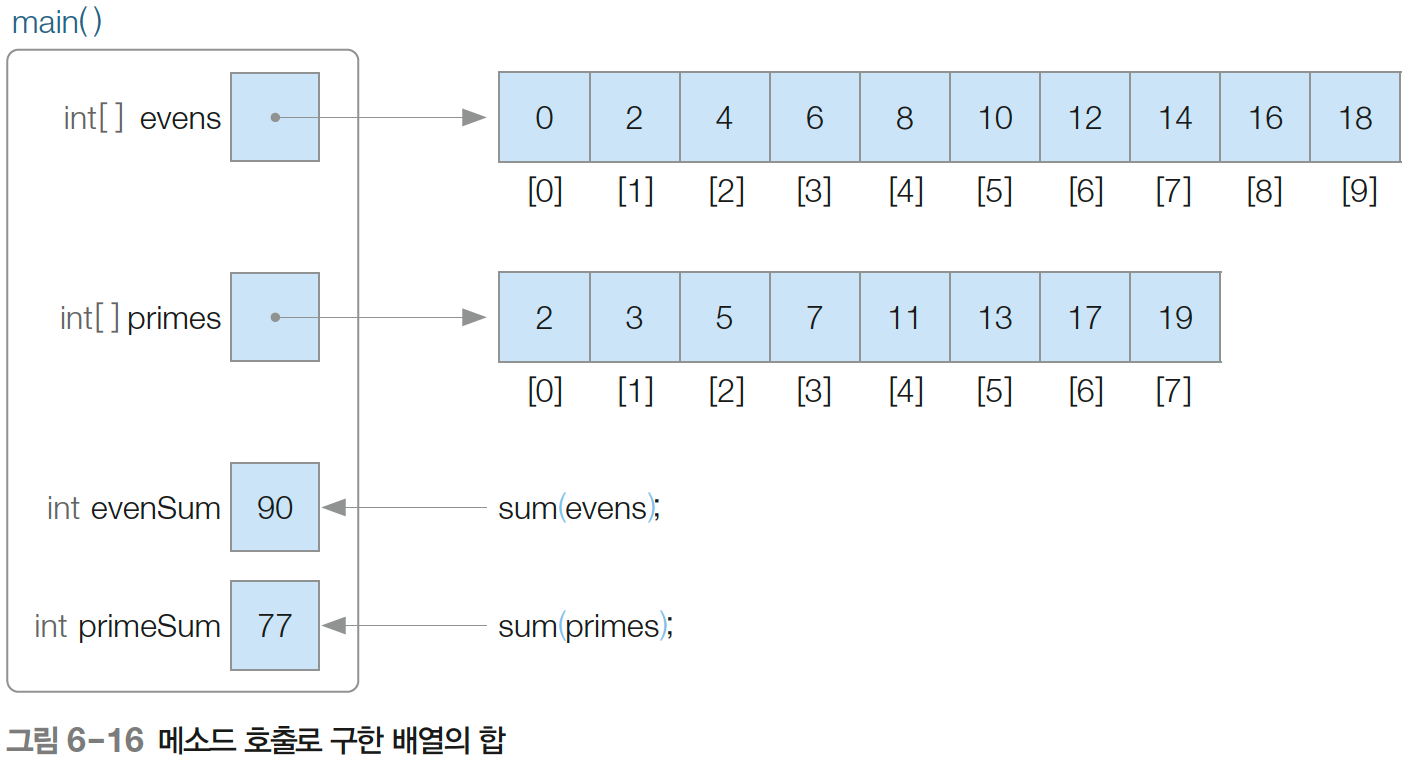 main( )
int[ ] evens 0 2 4 6 8 10 12 14 16 18
[0] [1] [2] [3] [4] [5] [6] [7] [8] [9]
int[ ] primes 2 3 5 7 11 13 17 19
[0] [1] [2] [3] [4] [5] [6] [7]
int evenSum 90 sum(evens);
int primeSum 77 sum(primes);
그림 6-16 메소드 호출로 구한 배열의 합